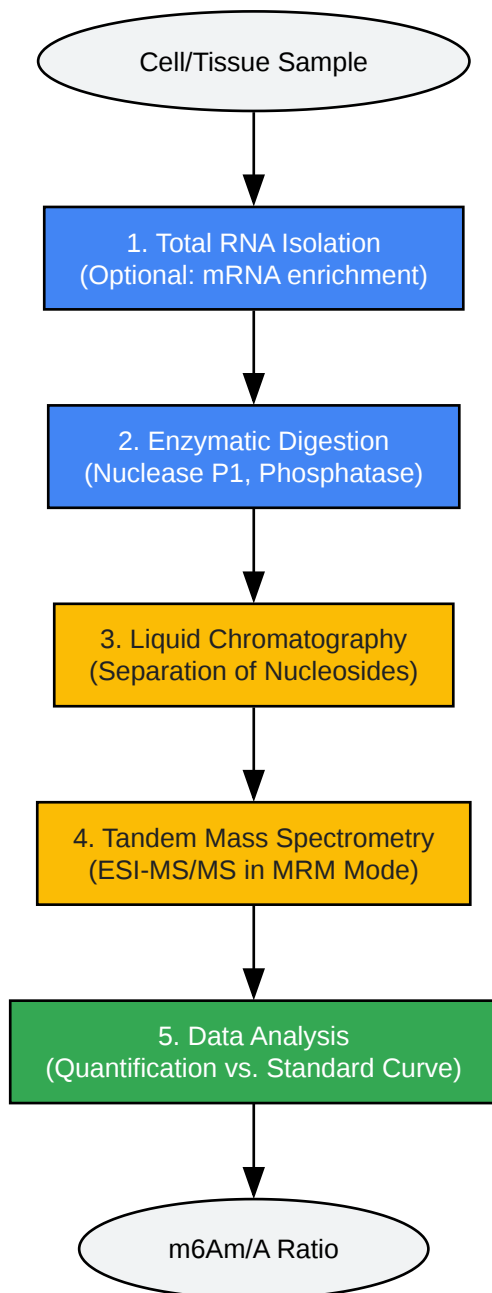 Cell/Tissue Sample
1. Total RNA Isolation
(Optional: mRNA enrichment)
2. Enzymatic Digestion
(Nuclease P1, Phosphatase)
3. Liquid Chromatography
(Separation of Nucleosides)
4. Tandem Mass Spectrometry
(ESI-MS/MS in MRM Mode)
5. Data Analysis
(Quantification vs. Standard Curve)
m6Am/A Ratio